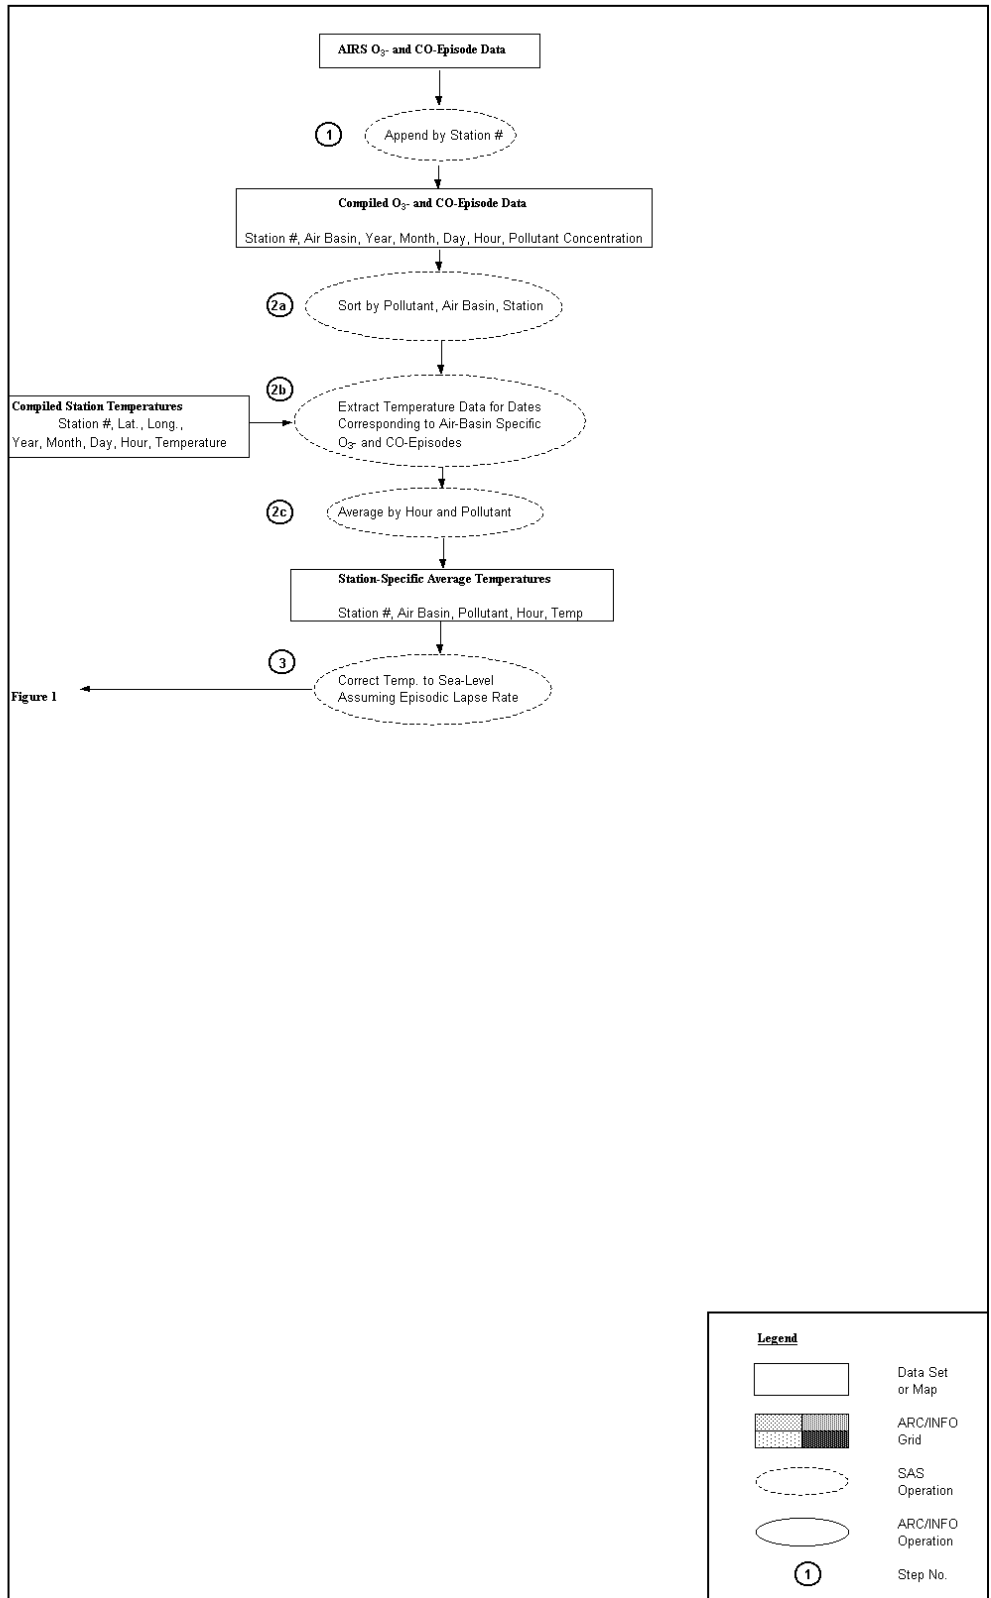 AIRS O₃- and CO-Episode Data
1
Append by Station #
Compiled O₃- and CO-Episode Data
Station #, Air Basin, Year, Month, Day, Hour, Pollutant Concentration
2a
Sort by Pollutant, Air Basin, Station
2b
Extract Temperature Data for Dates
Corresponding to Air-Basin Specific
O₃- and CO-Episodes
Compiled Station Temperatures
Station #, Lat., Long.,
Year, Month, Day, Hour, Temperature
2c
Average by Hour and Pollutant
Station-Specific Average Temperatures
Station #, Air Basin, Pollutant, Hour, Temp
3
Correct Temp. to Sea-Level
Assuming Episodic Lapse Rate
Figure 1
Legend
Data Set
or Map
ARC/INFO
Grid
SAS
Operation
ARC/INFO
Operation
1
Step No.